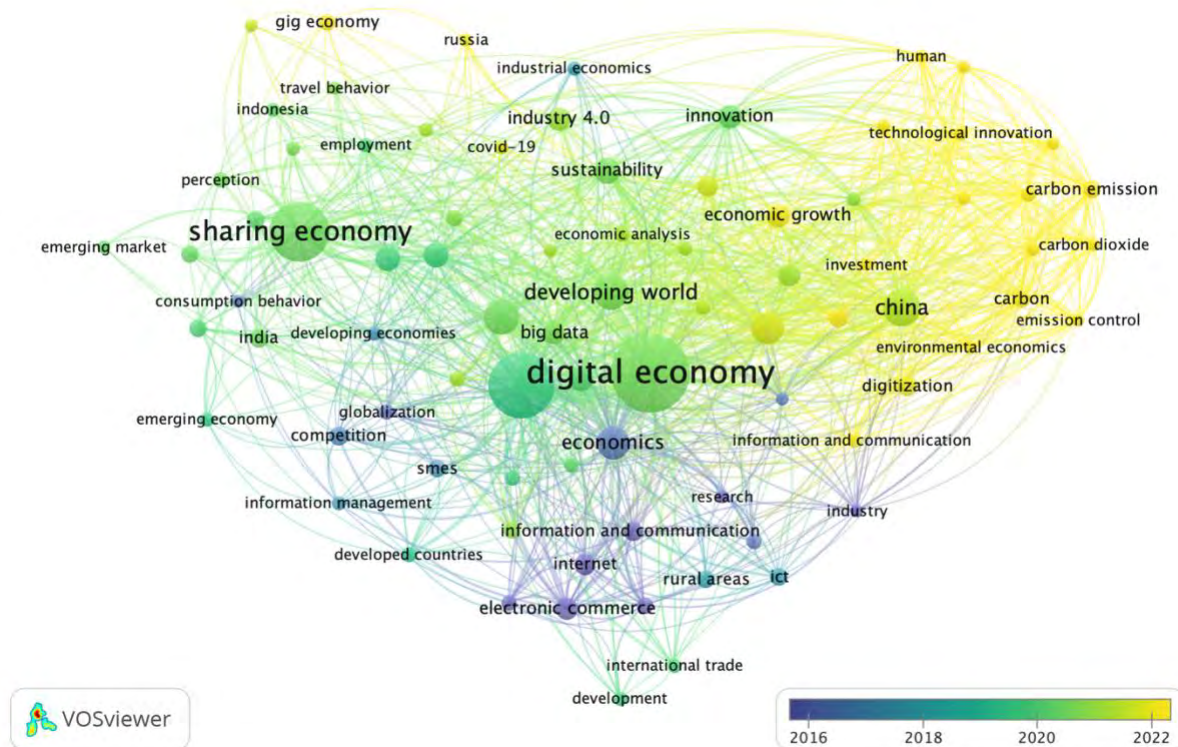 gig economy
russia
human
industrial economics
travel behavior
indonesia
industry 4.0
innovation
technological innovation
employment
covid-19
sustainability
perception
carbon emission
economic growth
sharing economy
economic analysis
emerging market
carbon dioxide
investment
developing world
consumption behavior
carbon
china
emission control
india
developing economies
big data
environmental economics
digital economy
digitization
globalization
emerging economy
competition
economics
information and communication
smes
research
information management
industry
information and communication
developed countries
internet
rural areas
ict
electronic commerce
international trade
development
VOSviewer
2016
2018
2020
2022